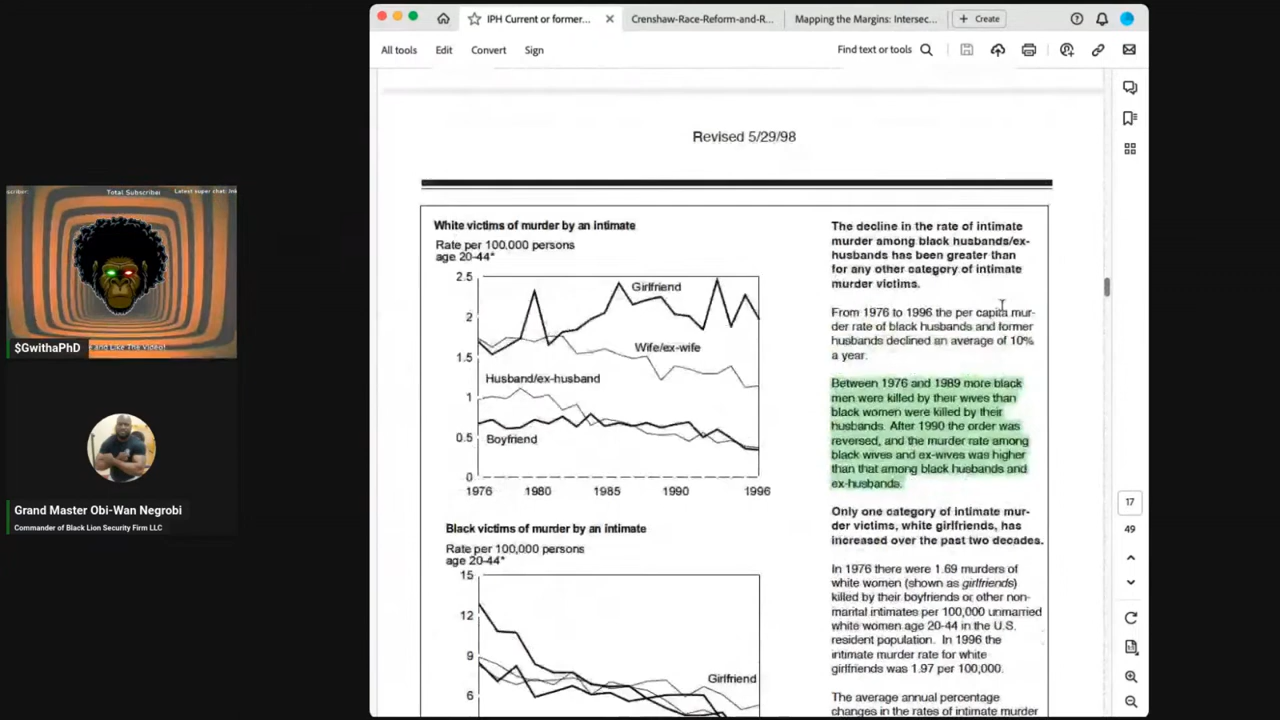 IPH Current or former...
Crenshaw-Race-Reform-and-R...
Mapping the Margins: Intersec...
+ Create
All tools
Edit
Convert
Sign
Find text or tools
Revised 5/29/98
White victims of murder by an intimate
Rate per 100,000 persons
age 20-44*
2.5
2
1.5
1
0.5
0
Girlfriend
Wife/ex-wife
Husband/ex-husband
Boyfriend
1976
1980
1985
1990
1996
Black victims of murder by an intimate
Rate per 100,000 persons
age 20-44*
15
12
9
6
Girlfriend
The decline in the rate of intimate
murder among black husbands/ex-
husbands has been greater than
for any other category of intimate
murder victims.
From 1976 to 1996 the per capita mur-
der rate of black husbands and former
husbands declined an average of 10%
a year.
Between 1976 and 1989 more black
men were killed by their wives than
black women were killed by their
husbands. After 1990 the order was
reversed, and the murder rate among
black wives and ex-wives was higher
than that among black husbands and
ex-husbands.
Only one category of intimate mur-
der victims, white girlfriends, has
increased over the past two decades.
In 1976 there were 1.69 murders of
white women (shown as girlfriends)
killed by their boyfriends or other non-
marital intimates per 100,000 unmarried
white women age 20-44 in the U.S.
resident population. In 1996 the
intimate murder rate for white
girlfriends was 1.97 per 100,000.
The average annual percentage
changes in the rates of intimate murder
17
49
scriber:
Total Subscriber
Latest super chat:
$GwithaPhD
and Like The Video!
Grand Master Obi-Wan Negrobi
Commander of Black Lion Security Firm LLC